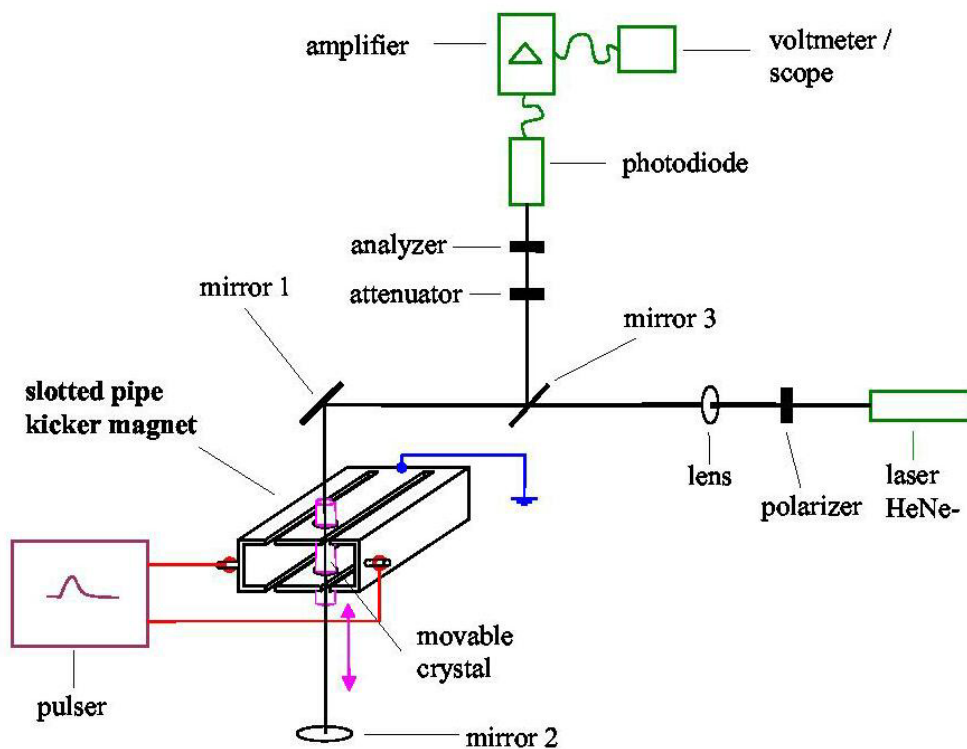 amplifier
voltmeter /
scope
photodiode
analyzer
attenuator
mirror 1
mirror 3
slotted pipe
kicker magnet
lens
polarizer
laser
HeNe-
movable
crystal
pulser
mirror 2